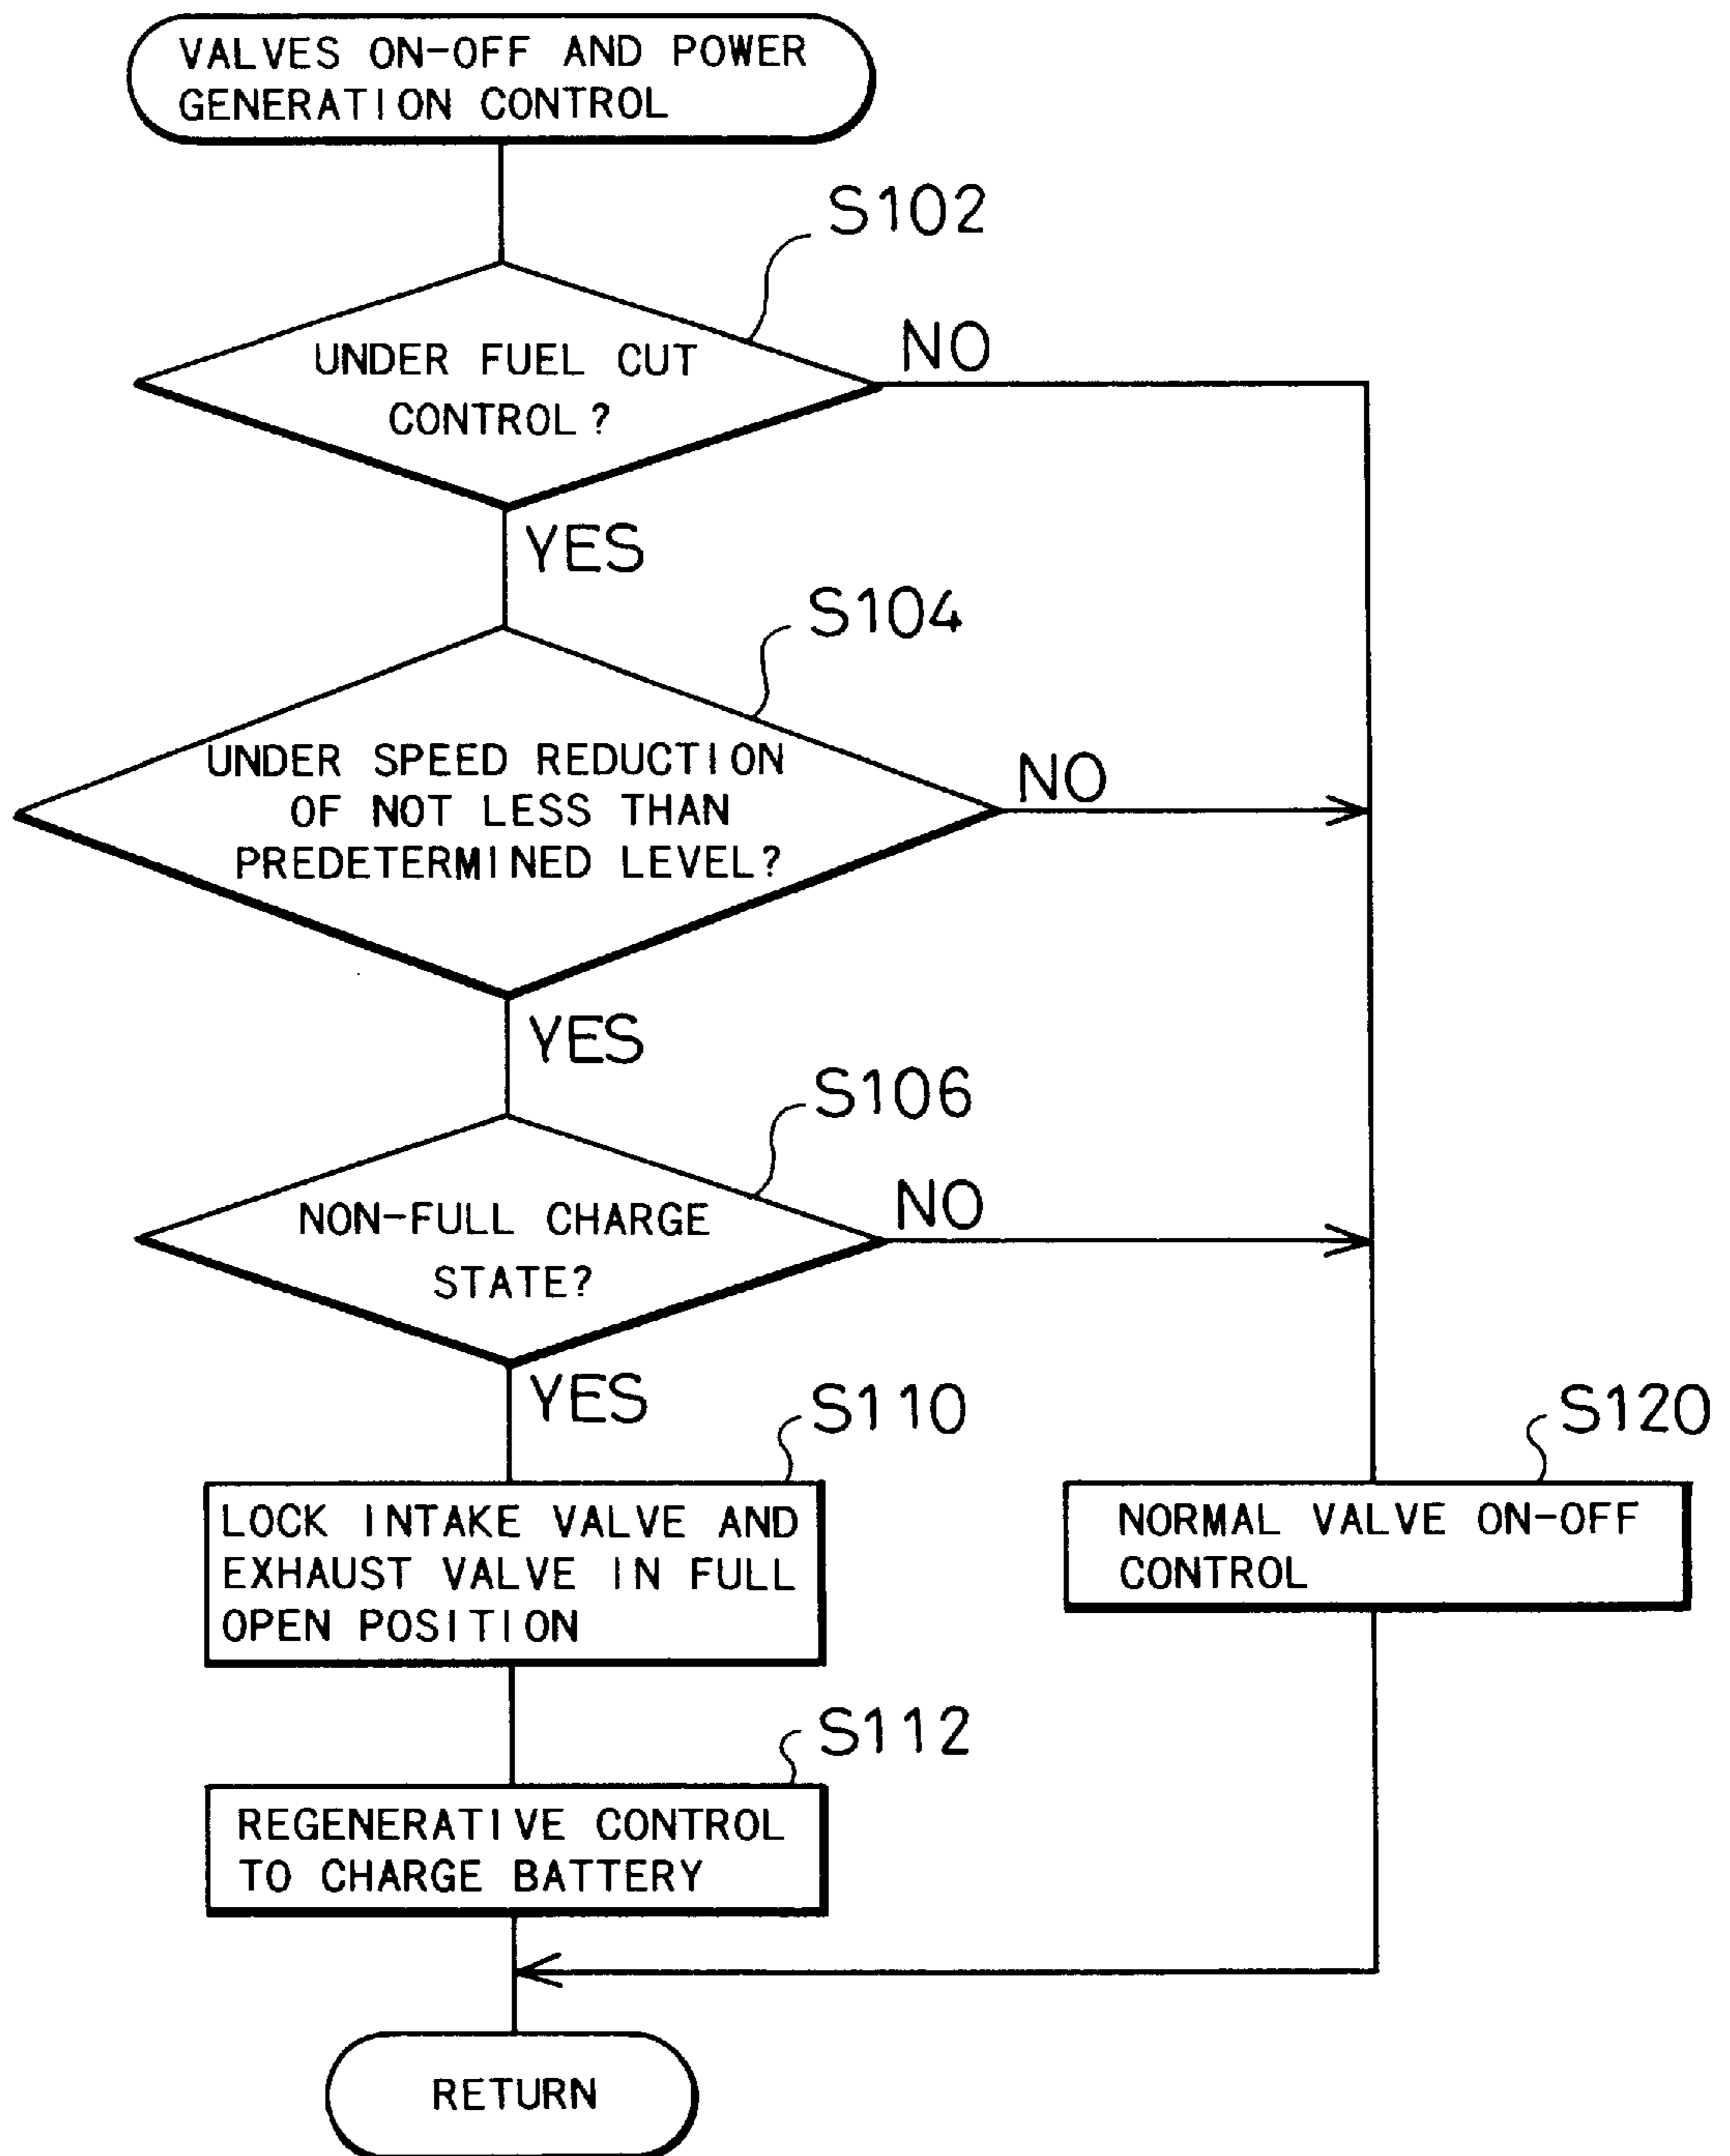 VALVES ON-OFF AND POWER
GENERATION CONTROL
S102
UNDER FUEL CUT
CONTROL?
NO
YES
S104
UNDER SPEED REDUCTION
OF NOT LESS THAN
PREDETERMINED LEVEL?
NO
YES
S106
NON-FULL CHARGE
STATE?
NO
YES
S110
LOCK INTAKE VALVE AND
EXHAUST VALVE IN FULL
OPEN POSITION
S120
NORMAL VALVE ON-OFF
CONTROL
S112
REGENERATIVE CONTROL
TO CHARGE BATTERY
RETURN